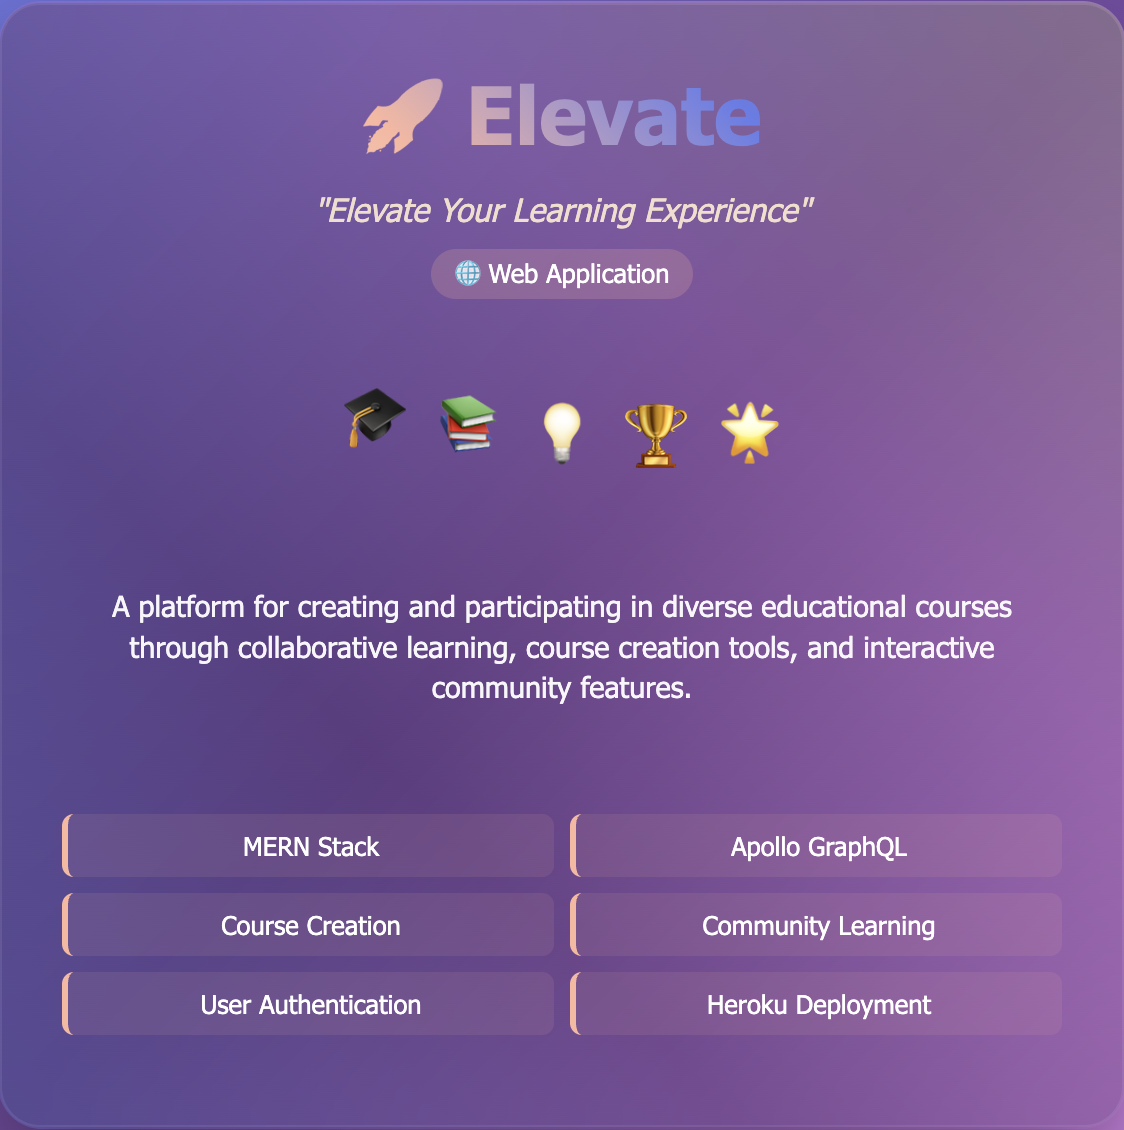 🚀 Elevate
"Elevate Your Learning Experience"
🌐 Web Application
🎓 📚 💡 🏆 🌟
A platform for creating and participating in diverse educational courses
through collaborative learning, course creation tools, and interactive
community features.
MERN Stack
Apollo GraphQL
Course Creation
Community Learning
User Authentication
Heroku Deployment